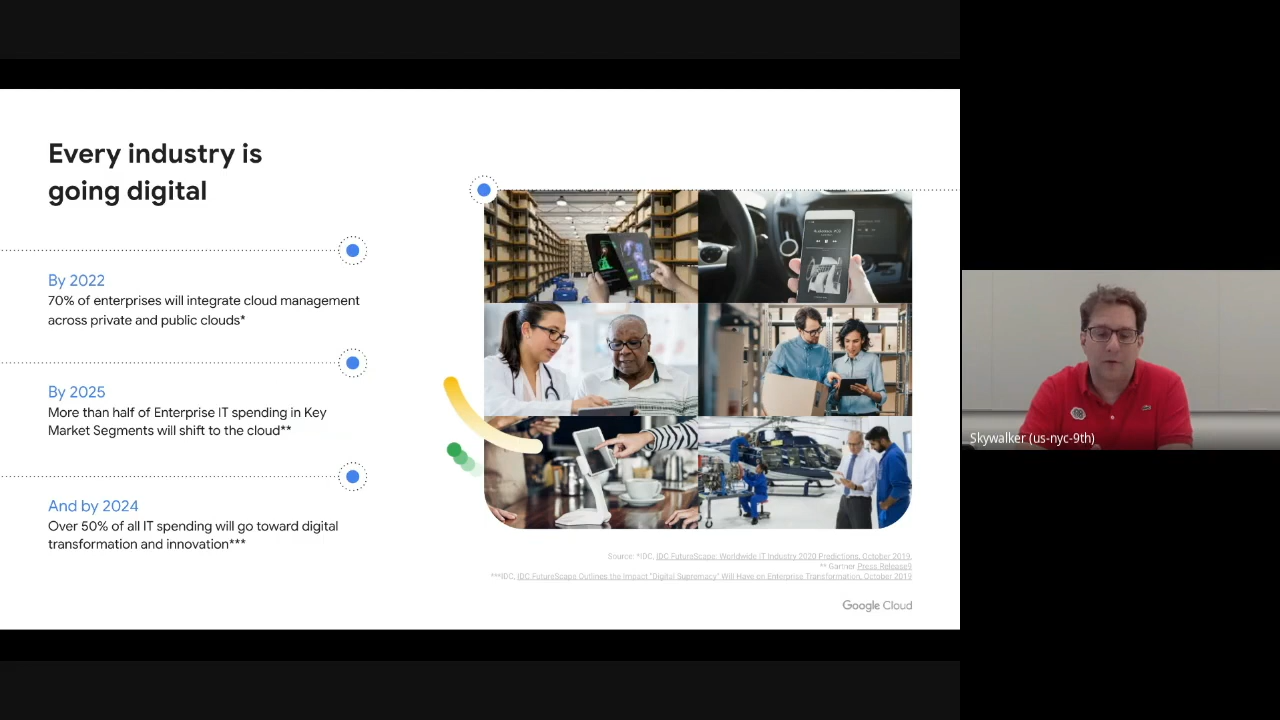 Every industry is
going digital
By 2022
70% of enterprises will integrate cloud management
across private and public clouds*
By 2025
More than half of Enterprise IT spending in Key
Market Segments will shift to the cloud**
And by 2024
Over 50% of all IT spending will go toward digital
transformation and innovation***
Source: *IDC, IDC FutureScape: Worldwide IT Industry 2020 Predictions, October 2019,
** Gartner Press Release9
***IDC, IDC FutureScape Outlines the Impact "Digital Supremacy" Will Have on Enterprise Transformation, October 2019
Google Cloud
Skywalker (us-nyc-9th)